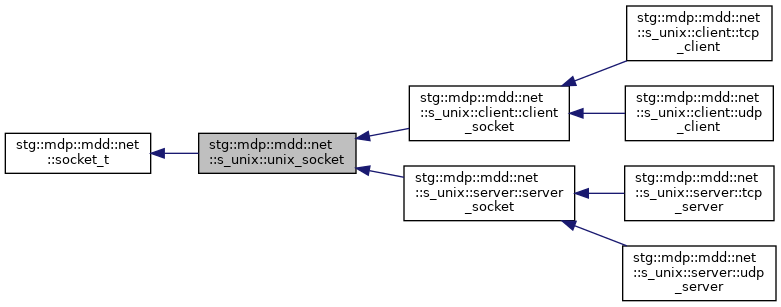 stg::mdp::mdd::net
::socket_t
stg::mdp::mdd::net
::s_unix::unix_socket
stg::mdp::mdd::net
::s_unix::client::client
_socket
stg::mdp::mdd::net
::s_unix::server::server
_socket
stg::mdp::mdd::net
::s_unix::client::tcp
_client
stg::mdp::mdd::net
::s_unix::client::udp
_client
stg::mdp::mdd::net
::s_unix::server::tcp
_server
stg::mdp::mdd::net
::s_unix::server::udp
_server